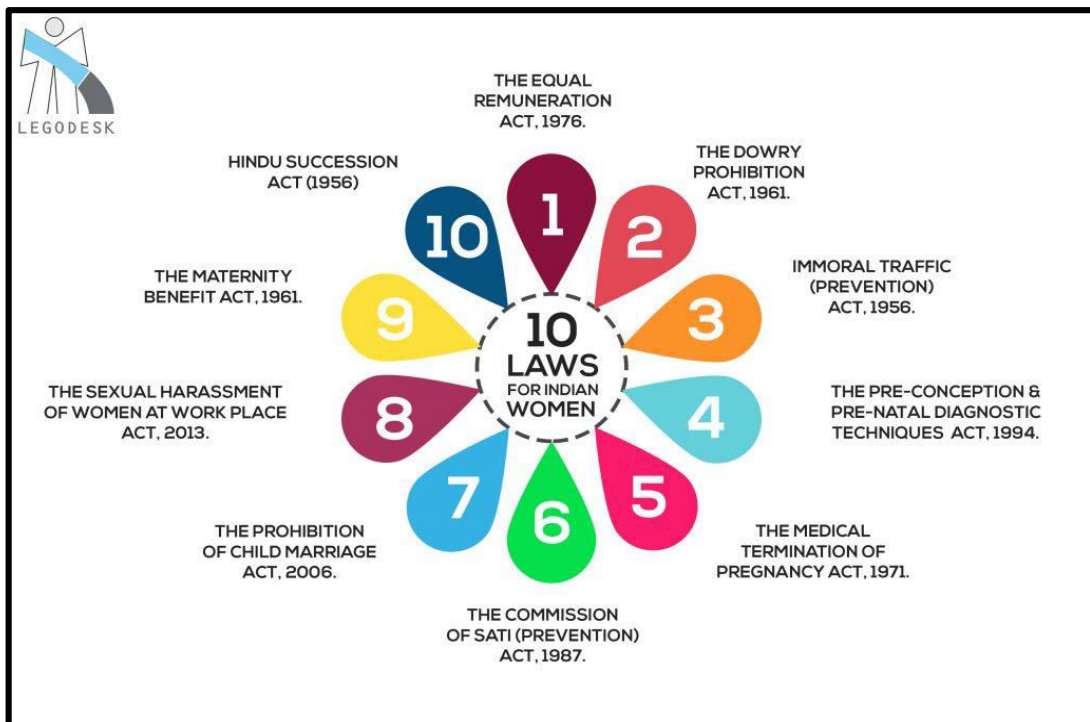 LEGODESK
10
LAWS
FOR INDIAN
WOMEN
1
THE EQUAL
REMUNERATION
ACT, 1976.
2
THE DOWRY
PROHIBITION
ACT, 1961.
3
IMMORAL TRAFFIC
(PREVENTION)
ACT, 1956.
4
THE PRE-CONCEPTION &
PRE-NATAL DIAGNOSTIC
TECHNIQUES ACT, 1994.
5
THE MEDICAL
TERMINATION OF
PREGNANCY ACT, 1971.
6
THE COMMISSION
OF SATI (PREVENTION)
ACT, 1987.
7
THE PROHIBITION
OF CHILD MARRIAGE
ACT, 2006.
8
THE SEXUAL HARASSMENT
OF WOMEN AT WORK PLACE
ACT, 2013.
9
THE MATERNITY
BENEFIT ACT, 1961.
10
HINDU SUCCESSION
ACT (1956)